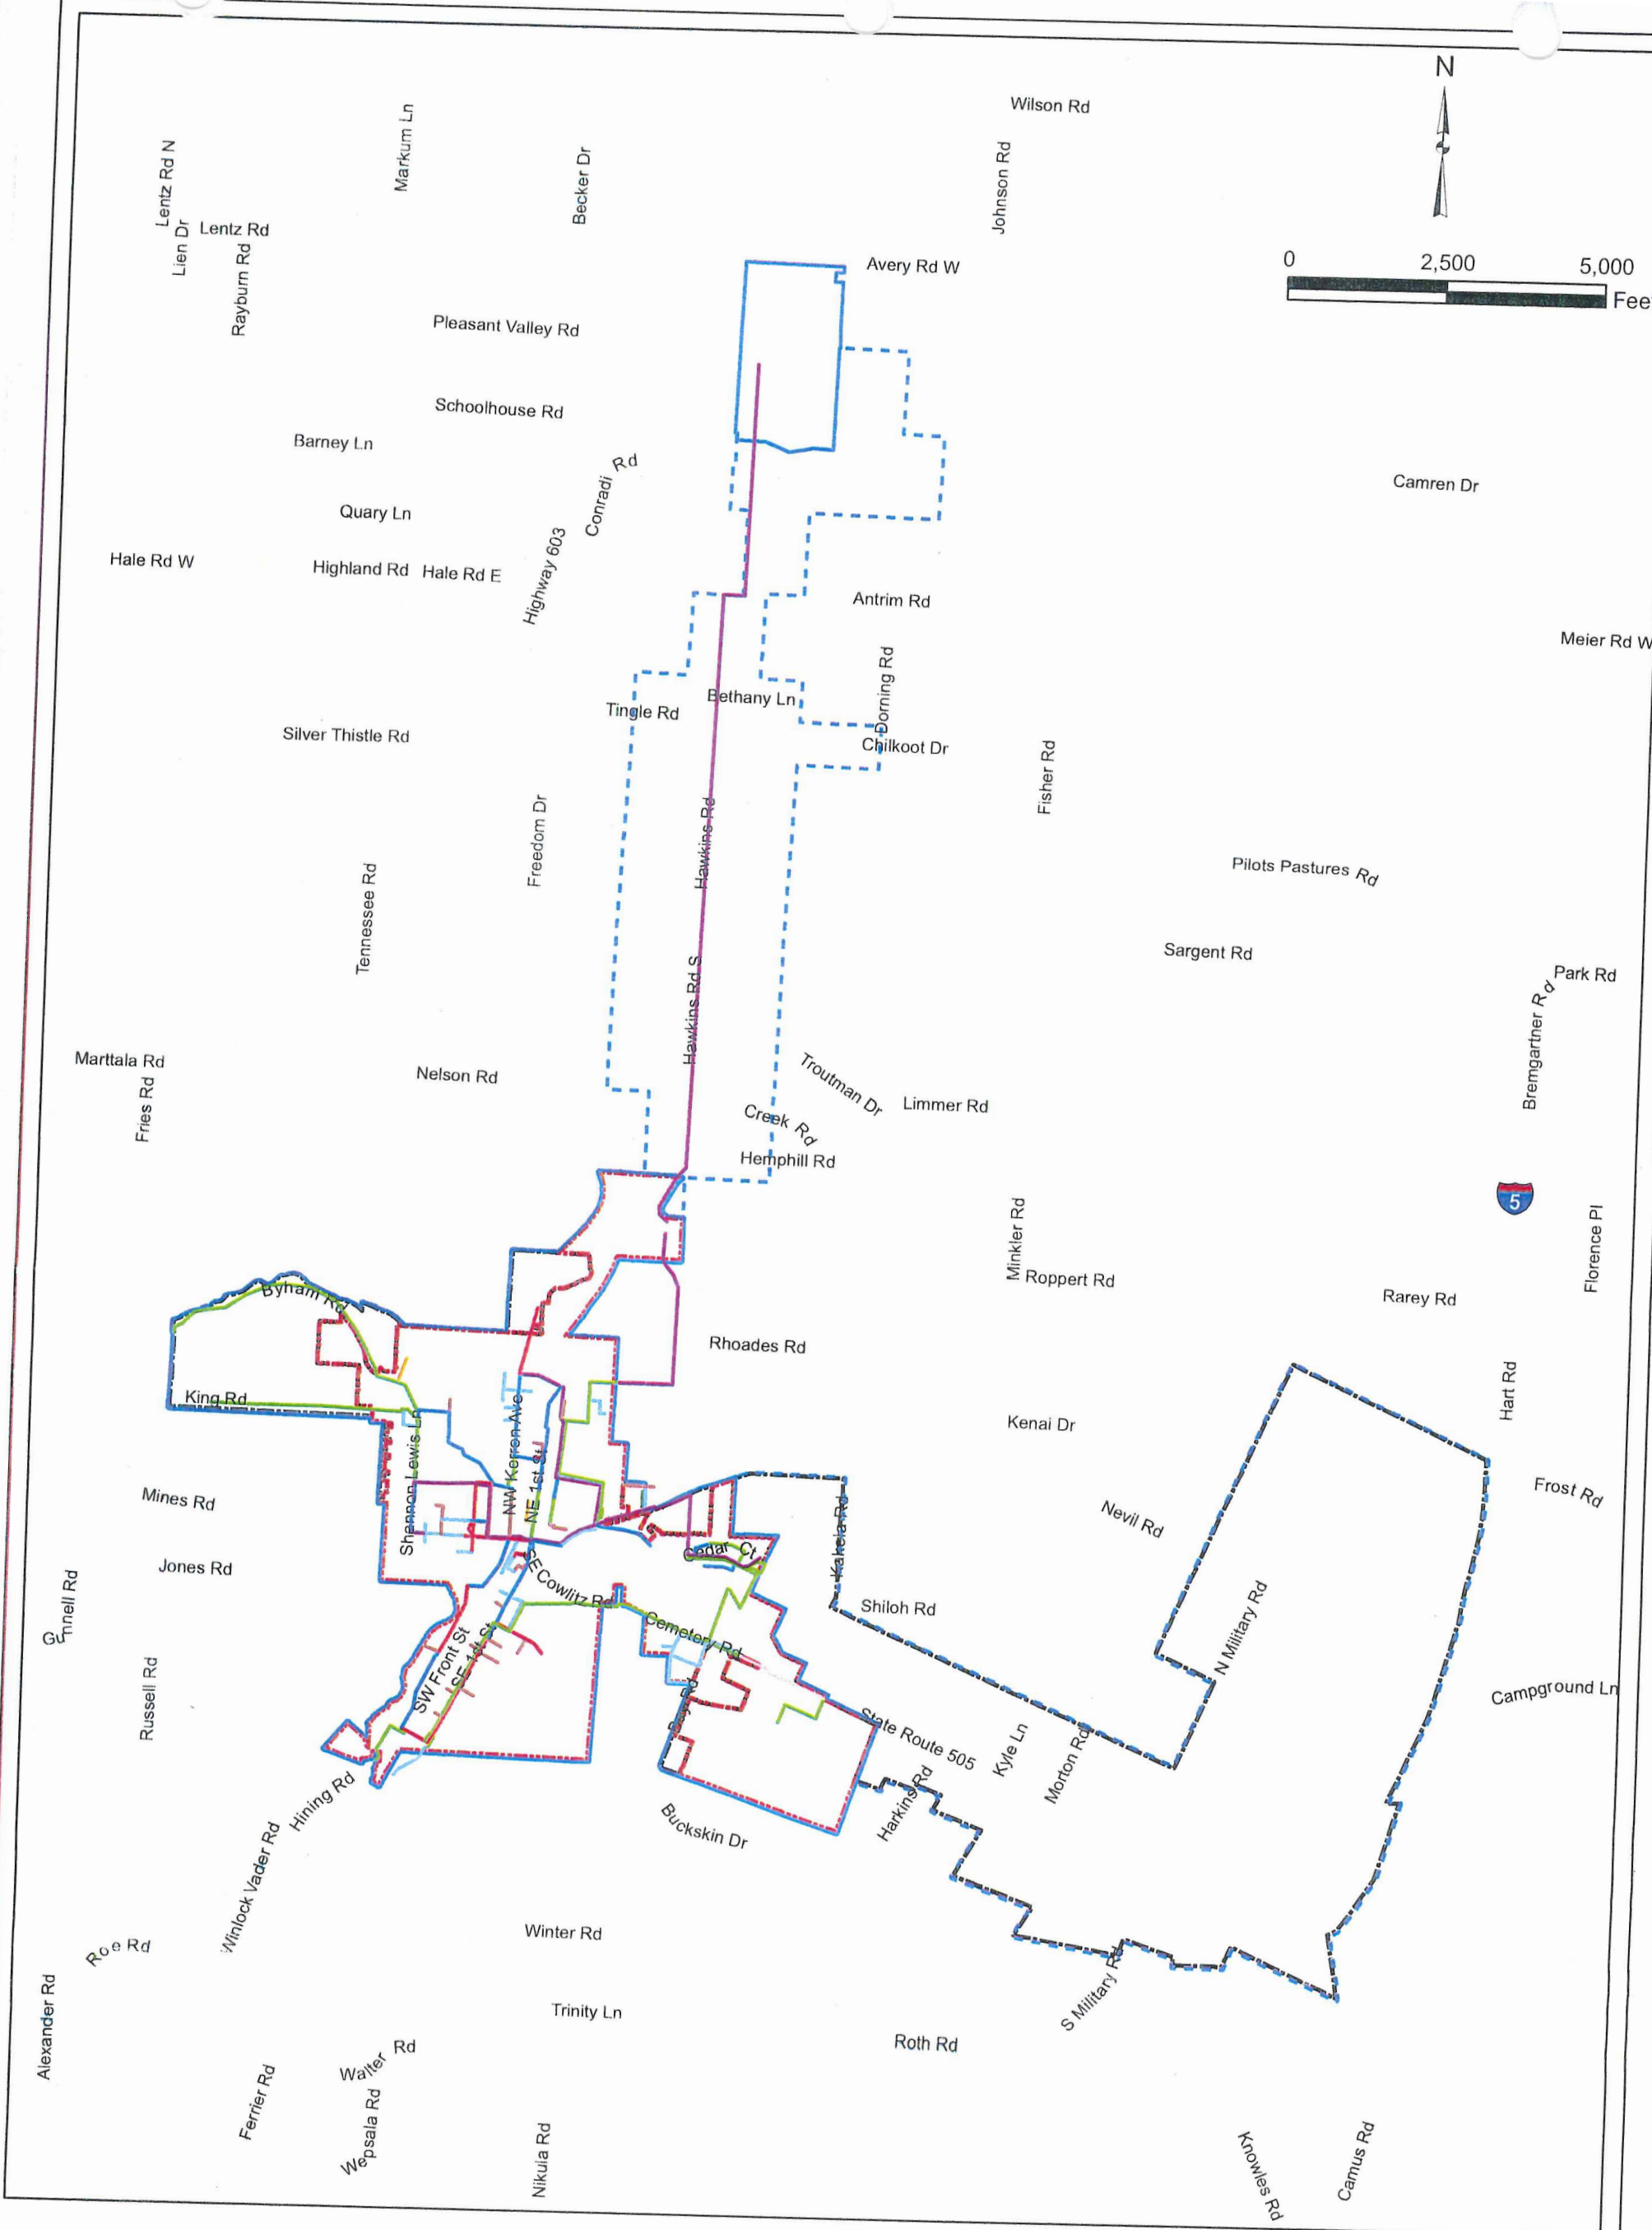 N
Wilson Rd
Markum Ln
Lentz Rd N
Becker Dr
Johnson Rd
Lentz Rd
Lien Dr
Rayburn Rd
Avery Rd W
0 2,500 5,000
Fee
Pleasant Valley Rd
Schoolhouse Rd
Barney Ln
Conradi Rd
Camren Dr
Quary Ln
Highway 603
Hale Rd W
Highland Rd
Hale Rd E
Antrim Rd
Meier Rd W
Dorning Rd
Bethany Ln
Tingle Rd
Silver Thistle Rd
Chilkoot Dr
Fisher Rd
Freedom Dr
Hawkins Rd
Tennessee Rd
Pilots Pastures Rd
Sargent Rd
Hawkins Rd S
Park Rd
Bremgartner Rd
Marttala Rd
Fries Rd
Nelson Rd
Troutman Dr
Limmer Rd
Creek Rd
Hemphill Rd
5
Minkler Rd
Florence Pl
Roppert Rd
Byham Rd
Rarey Rd
Rhoades Rd
King Rd
Hart Rd
Kenai Dr
Shannon Lewis Ln
NW Kerron Ave
NE 1st St
Mines Rd
Frost Rd
Nevil Rd
Kakela Rd
Cedar Ct
Jones Rd
SE Cowlitz Rd
Shiloh Rd
N Military Rd
Cemetery Rd
SW Front St
SE 1st St
Russell Rd
Campground Ln
State Route 505
Kyle Ln
Morton Rd
Harkins Rd
Hining Rd
Buckskin Dr
Winlock Vader Rd
Winter Rd
Roe Rd
S Military Rd
Alexander Rd
Trinity Ln
Roth Rd
Walter Rd
Ferrier Rd
Wepsala Rd
Nikula Rd
Knowles Rd
Camus Rd